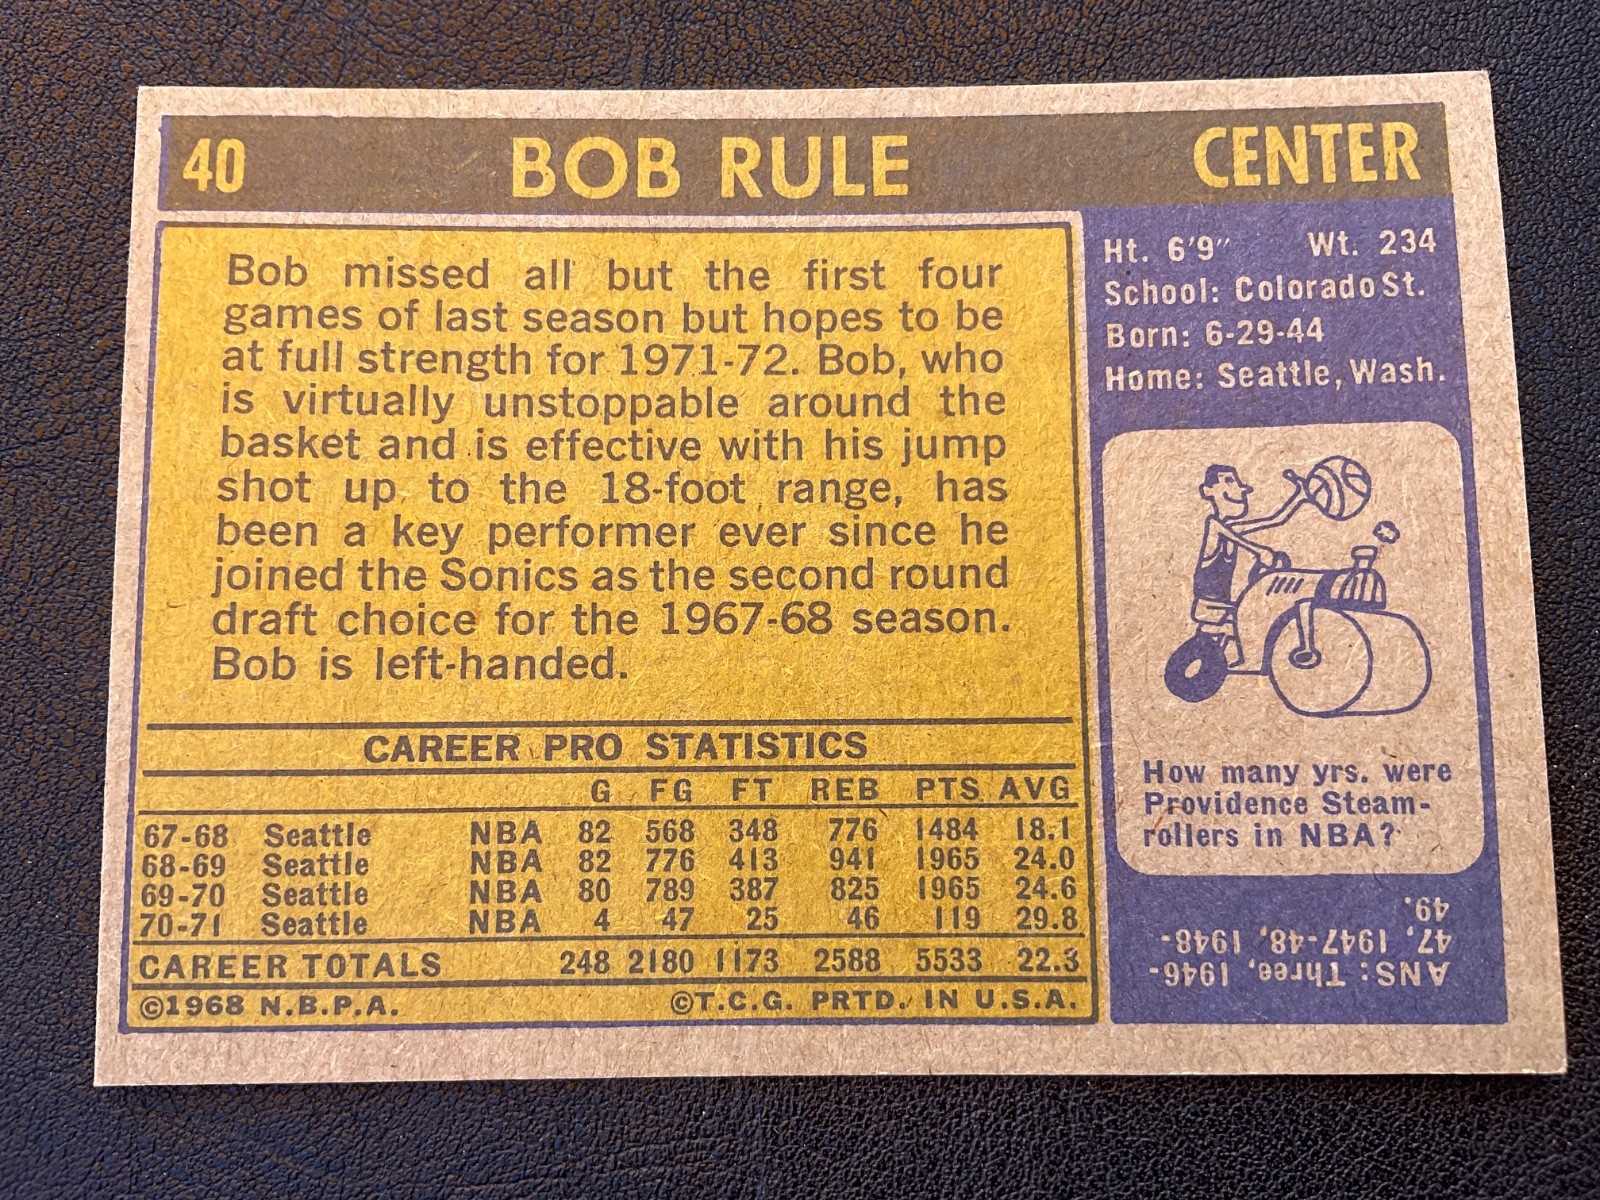 40 BOB RULE CENTER
Bob missed all but the first four
games of last season but hopes to be
at full strength for 1971-72. Bob, who
is virtually unstoppable around the
basket and is effective with his jump
shot up to the 18-foot range, has
been a key performer ever since he
joined the Sonics as the second round
draft choice for the 1967-68 season.
Bob is left-handed.
CAREER PRO STATISTICS
G FG FT REB PTS. AVG
67-68 Seattle NBA 82 568 348 776 1484 18.1
68-69 Seattle NBA 82 776 413 941 1965 24.0
69-70 Seattle NBA 80 789 387 825 1965 24.6
70-71 Seattle NBA 4 47 25 46 119 29.8
CAREER TOTALS 248 2180 1173 2588 5533 22.3
©1968 N.B.P.A. ©T.C.G. PRTD. IN U.S.A.
Ht. 6'9" Wt. 234
School: Colorado St.
Born: 6-29-44
Home: Seattle, Wash.
How many yrs. were
Providence Steam-
rollers in NBA?
ANS: Three, 1946-
47, 1947-48, 1948-
49.